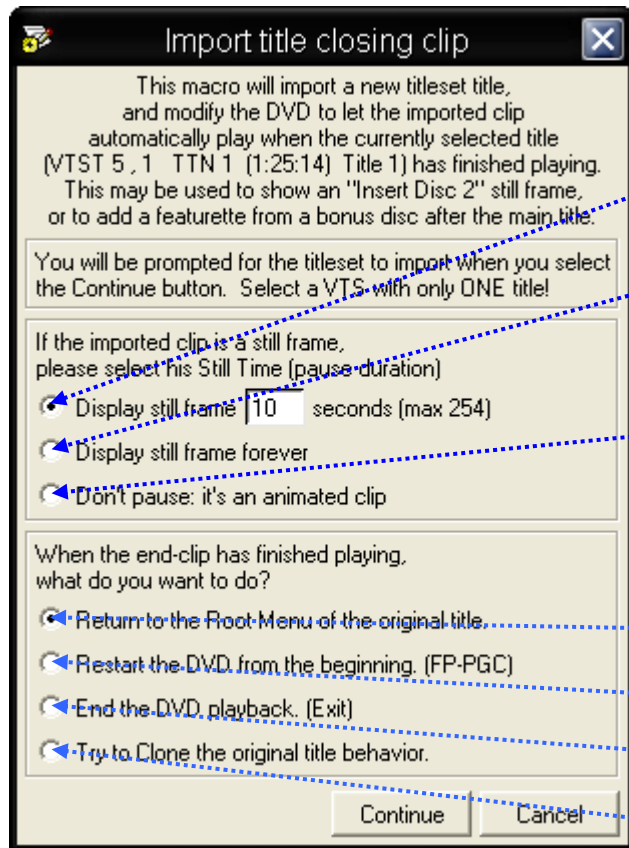 Import title closing clip
This macro will import a new titleset title,
and modify the DVD to let the imported clip
automatically play when the currently selected title
(VTST 5 , 1   TTN 1  (1:25:14)  Title 1) has finished playing.
This may be used to show an "Insert Disc 2" still frame,
or to add a featurette from a bonus disc after the main title.
You will be prompted for the titleset to import when you select
the Continue button.  Select a VTS with only ONE title!
If the imported clip is a still frame,
please select his Still Time (pause duration)
Display still frame 10 seconds (max 254)
Display still frame forever
Don't pause: it's an animated clip
When the end-clip has finished playing,
what do you want to do?
Return to the Root Menu of the original title.
Restart the DVD from the beginning. (FP-PGC)
End the DVD playback. (Exit)
Try to Clone the original title behavior.
Continue Cancel